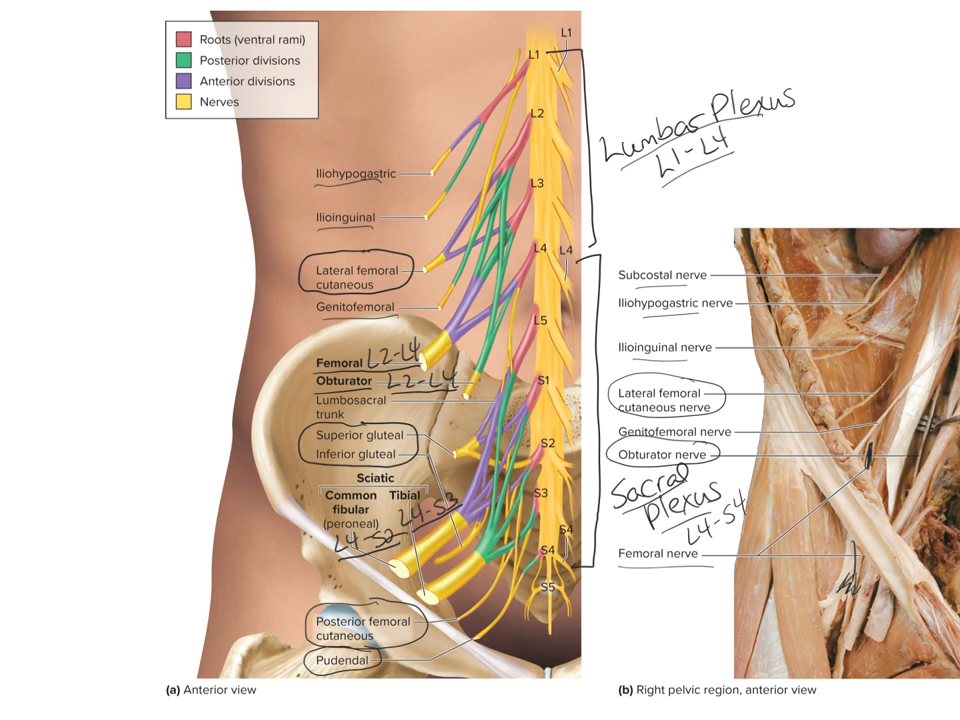 Roots (ventral rami)
Posterior divisions
Anterior divisions
Nerves
L1
L1
L2
L3
L4
L4
L5
S1
S2
S3
S4
S4
S5
Iliohypogastric
Ilioinguinal
Lateral femoral
cutaneous
Genitofemoral
Femoral L2-L4
Obturator L2-L4
Lumbosacral
trunk
Superior gluteal
Inferior gluteal
Sciatic
Common Tibial
fibular L4-S3
(peroneal)
L4-S2
Posterior femoral
cutaneous
Pudendal
(a) Anterior view
Lumbar Plexus
L1-L4
Subcostal nerve
Iliohypogastric nerve
Ilioinguinal nerve
Lateral femoral
cutaneous nerve
Genitofemoral nerve
Obturator nerve
Sacral
Plexus
L4-S4
Femoral nerve
(b) Right pelvic region, anterior view